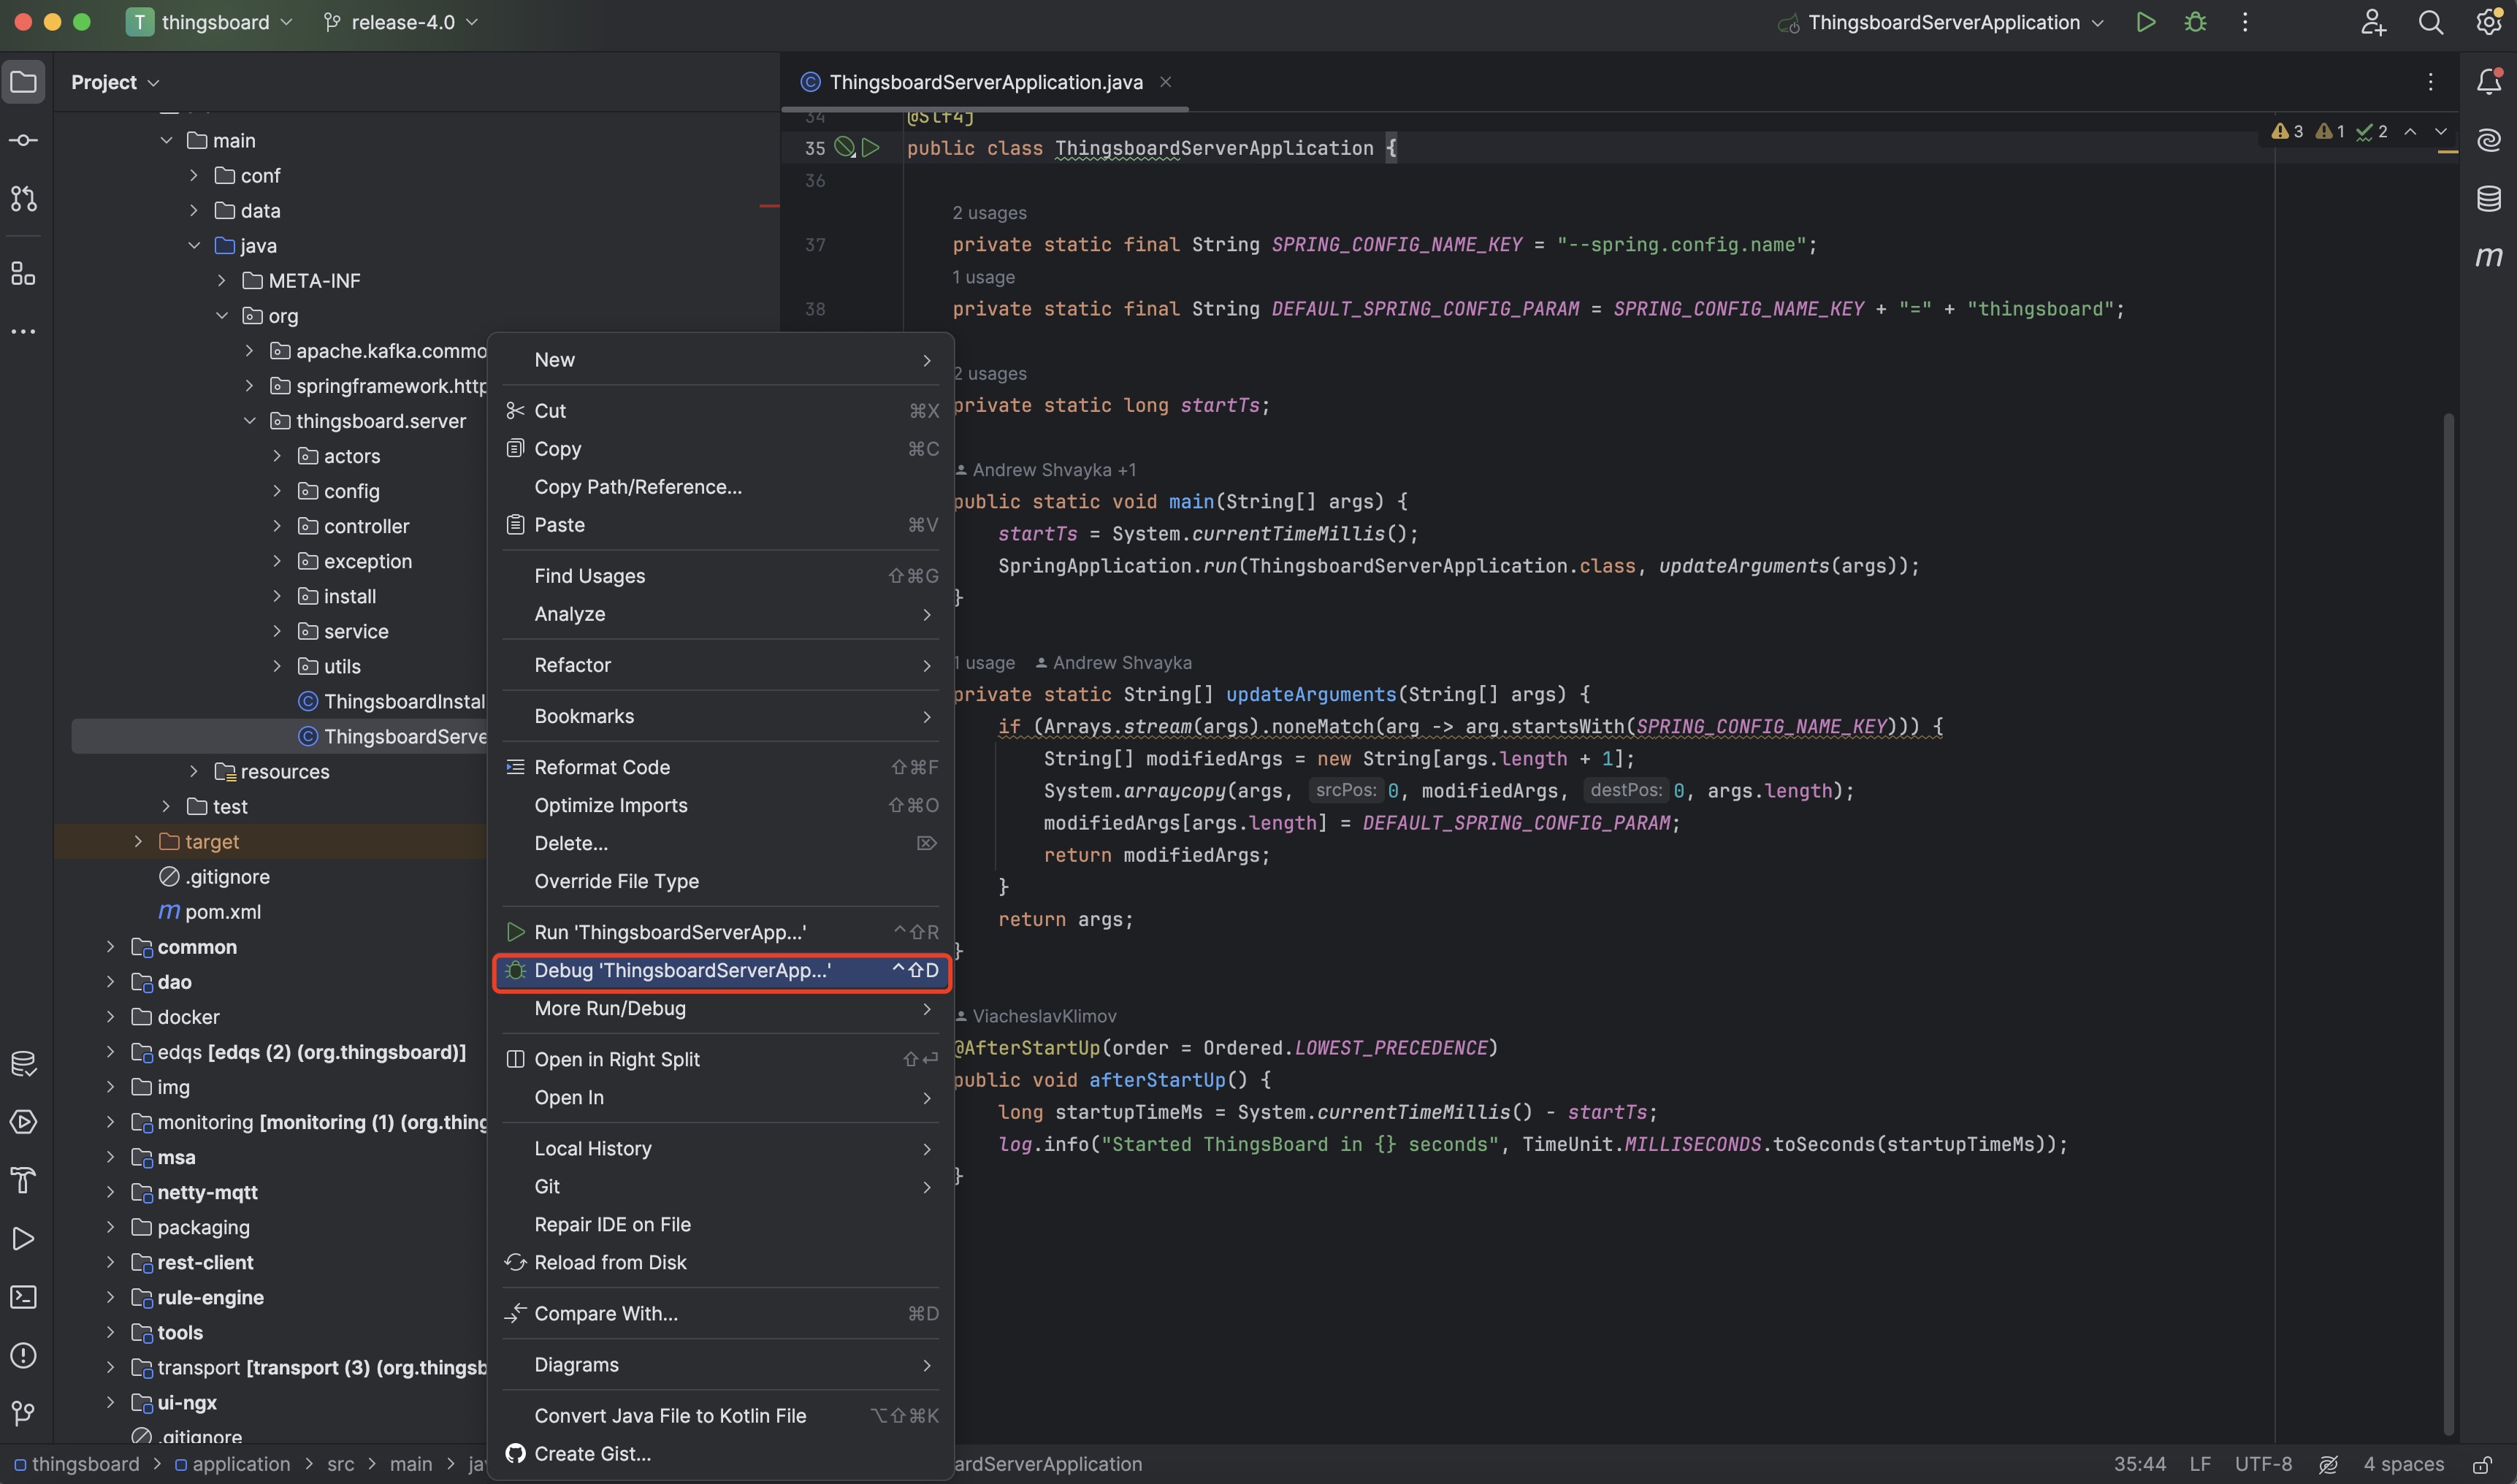 T thingsboard release-4.0 ThingsboardServerApplication
Project
main
conf
data
java
META-INF
org
apache.kafka.commo
springframework.http
thingsboard.server
actors
config
controller
exception
install
service
utils
ThingsboardInstal
ThingsboardServe
resources
test
target
.gitignore
m pom.xml
common
dao
docker
edqs [edqs (2) (org.thingsboard)]
img
monitoring [monitoring (1) (org.thing
msa
netty-mqtt
packaging
rest-client
rule-engine
tools
transport [transport (3) (org.thingsb
ui-ngx
.gitignore
New
Cut ⌘X
Copy ⌘C
Copy Path/Reference...
Paste ⌘V
Find Usages ⇧⌘G
Analyze
Refactor
Bookmarks
Reformat Code ⇧⌘F
Optimize Imports ⇧⌘O
Delete... ⌦
Override File Type
Run 'ThingsboardServerApp...' ^⇧R
Debug 'ThingsboardServerApp...' ^⇧D
More Run/Debug
Open in Right Split ⇧⏎
Open In
Local History
Git
Repair IDE on File
Reload from Disk
Compare With... ⌘D
Diagrams
Convert Java File to Kotlin File ⌥⇧⌘K
Create Gist...
C ThingsboardServerApplication.java
3 1 2
34 @Slf4j
35 public class ThingsboardServerApplication {
36
2 usages
37 private static final String SPRING_CONFIG_NAME_KEY = "--spring.config.name";
1 usage
38 private static final String DEFAULT_SPRING_CONFIG_PARAM = SPRING_CONFIG_NAME_KEY + "=" + "thingsboard";
2 usages
private static long startTs;
Andrew Shvayka +1
public static void main(String[] args) {
startTs = System.currentTimeMillis();
SpringApplication.run(ThingsboardServerApplication.class, updateArguments(args));
}
1 usage Andrew Shvayka
private static String[] updateArguments(String[] args) {
if (Arrays.stream(args).noneMatch(arg -> arg.startsWith(SPRING_CONFIG_NAME_KEY))) {
String[] modifiedArgs = new String[args.length + 1];
System.arraycopy(args, srcPos: 0, modifiedArgs, destPos: 0, args.length);
modifiedArgs[args.length] = DEFAULT_SPRING_CONFIG_PARAM;
return modifiedArgs;
}
return args;
}
ViacheslavKlimov
@AfterStartUp(order = Ordered.LOWEST_PRECEDENCE)
public void afterStartUp() {
long startupTimeMs = System.currentTimeMillis() - startTs;
log.info("Started ThingsBoard in {} seconds", TimeUnit.MILLISECONDS.toSeconds(startupTimeMs));
}
m
thingsboard > application > src > main > jav ardServerApplication 35:44 LF UTF-8 4 spaces